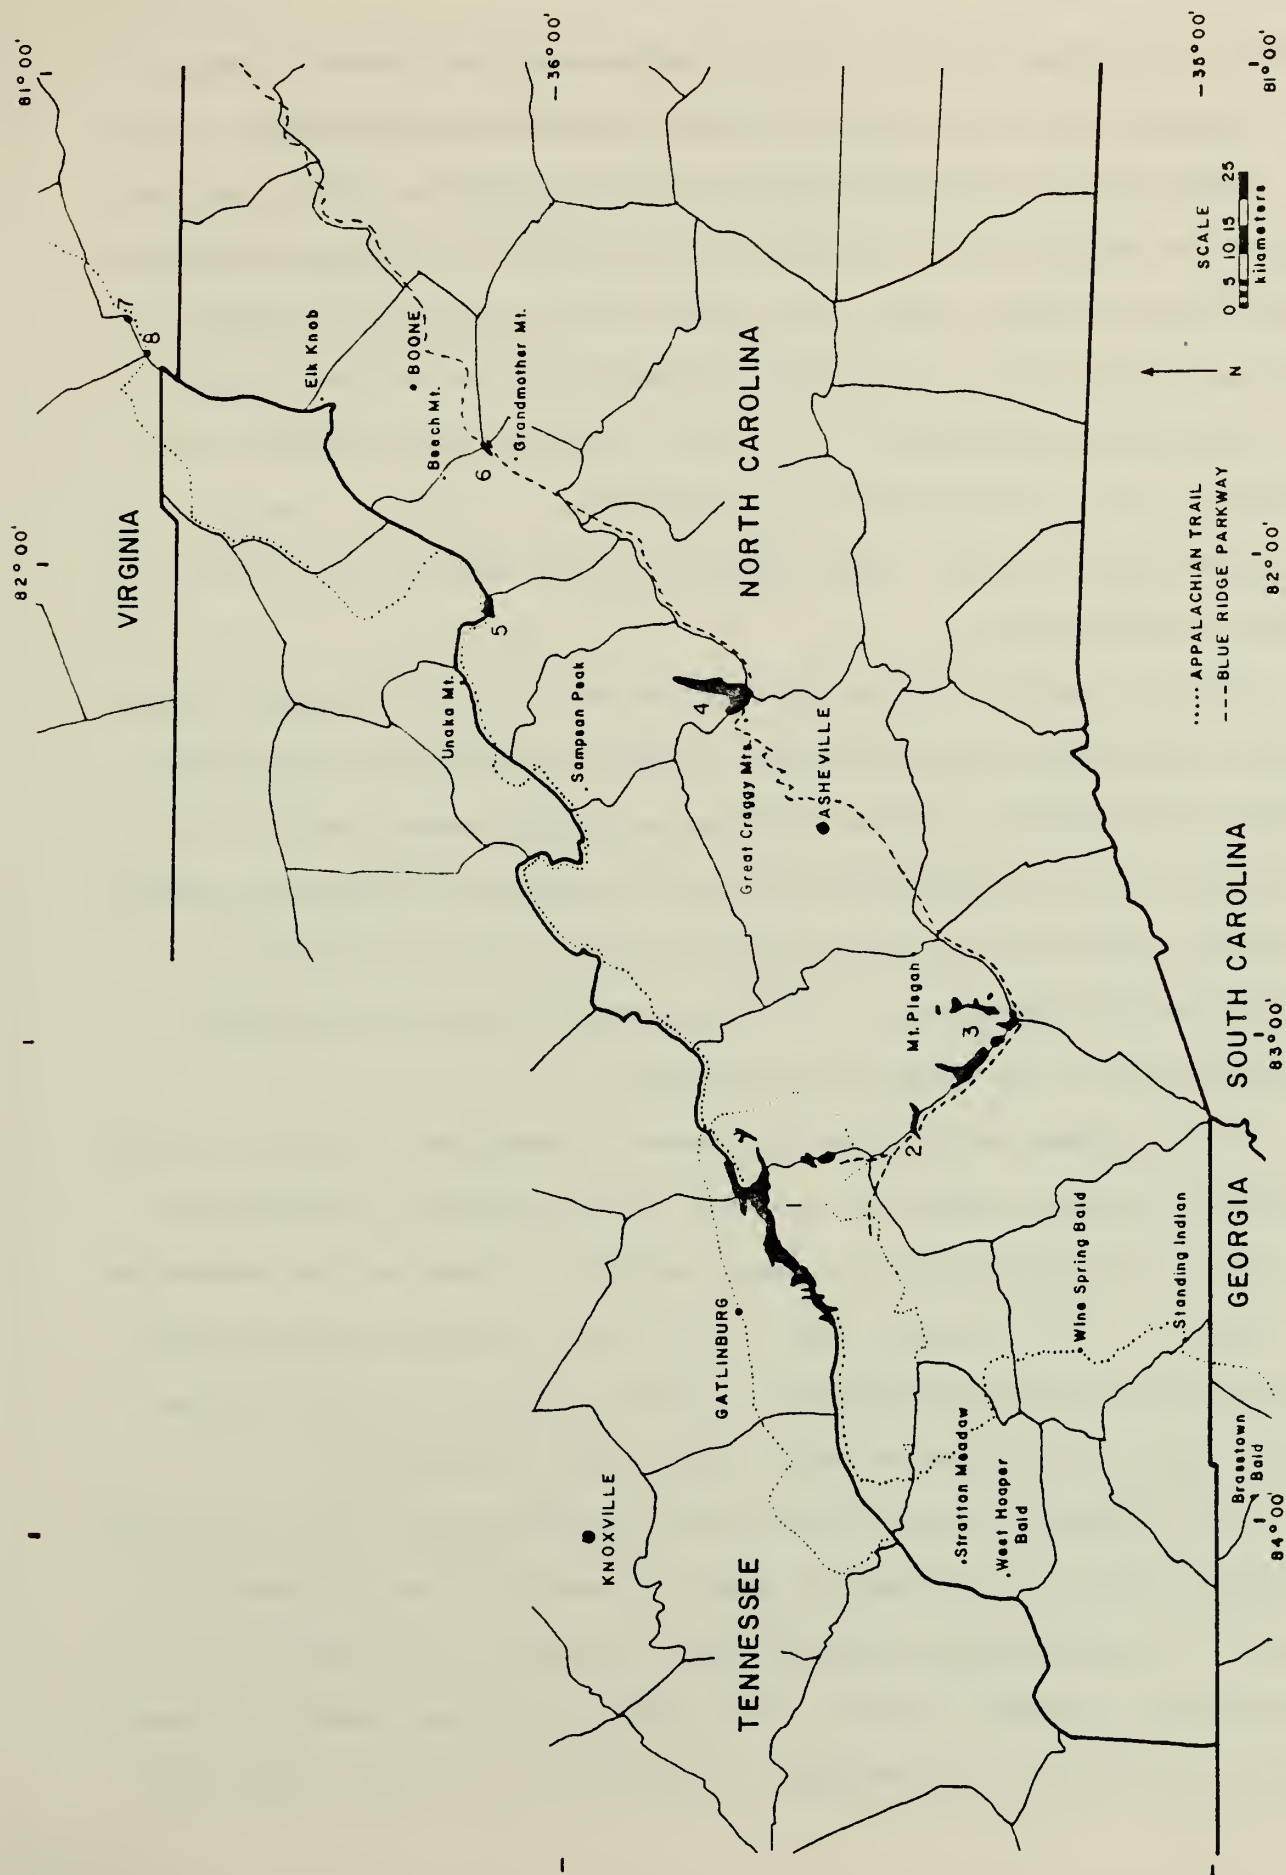 82°00'
81°00'
VIRGINIA
7
8
Elk Knob
BOONE
Beech Mt.
6
Grandmother Mt.
–36°00'
5
Unaka Mt.
Sampson Peak
4
Great Craggy Mts.
ASHEVILLE
NORTH CAROLINA
KNOXVILLE
GATLINBURG
TENNESSEE
1
2
3
Mt. Pisgah
Stratton Meadow
West Hooper
Bald
Wine Spring Bald
Standing Indian
Brasstown
Bald
GEORGIA
SOUTH CAROLINA
..... APPALACHIAN TRAIL
--- BLUE RIDGE PARKWAY
N
SCALE
0 5 10 15 25
kilometers
–35°00'
84°00'
83°00'
82°00'
81°00'